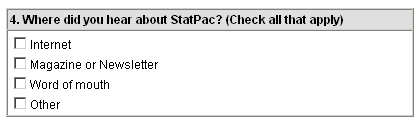 4. Where did you hear about StatPac? (Check all that apply)
Internet
Magazine or Newsletter
Word of mouth
Other